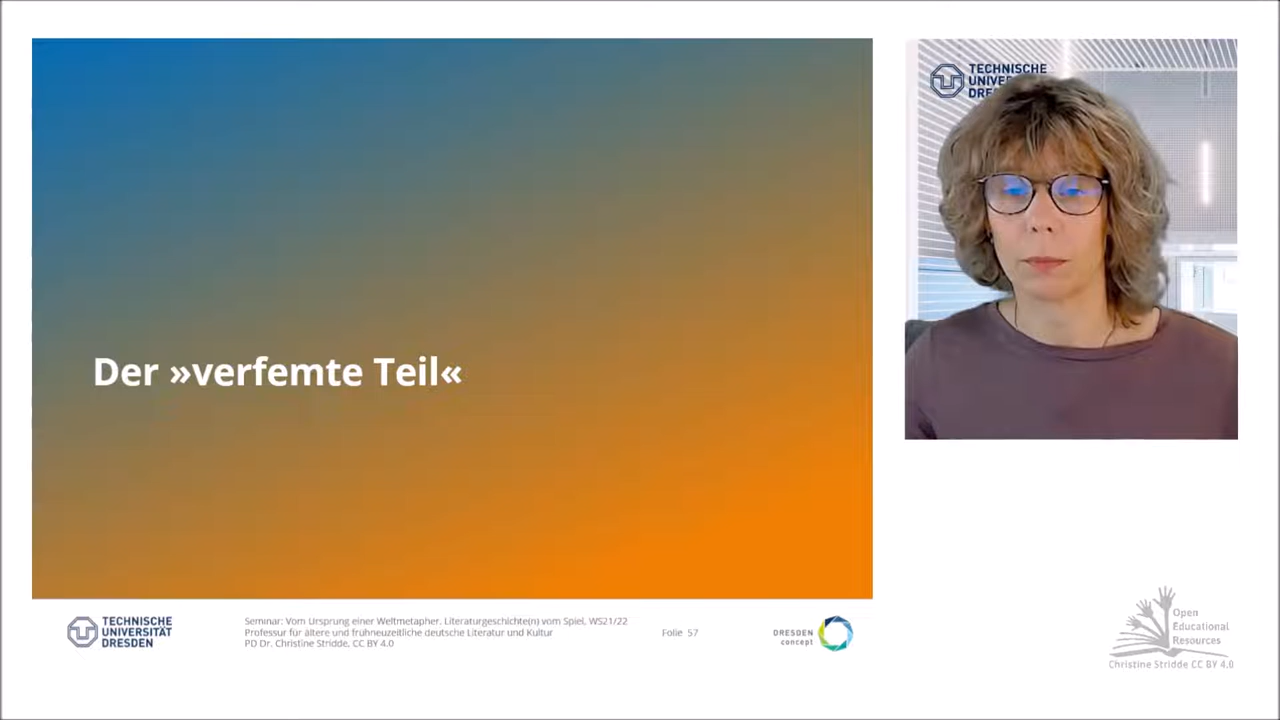 Der »verfemte Teil«
TECHNISCHE
UNIVERSITÄT
DRESDEN
Seminar: Vom Ursprung einer Weltmetapher. Literaturgeschichte(n) vom Spiel, WS21/22
Professur für ältere und frühneuzeitliche deutsche Literatur und Kultur
PD Dr. Christine Stridde, CC BY 4.0
Folie 57
DRESDEN
concept
TECHNISCHE
UNIVE
DRE
Open
Educational
Resources
Christine Stridde CC BY 4.0